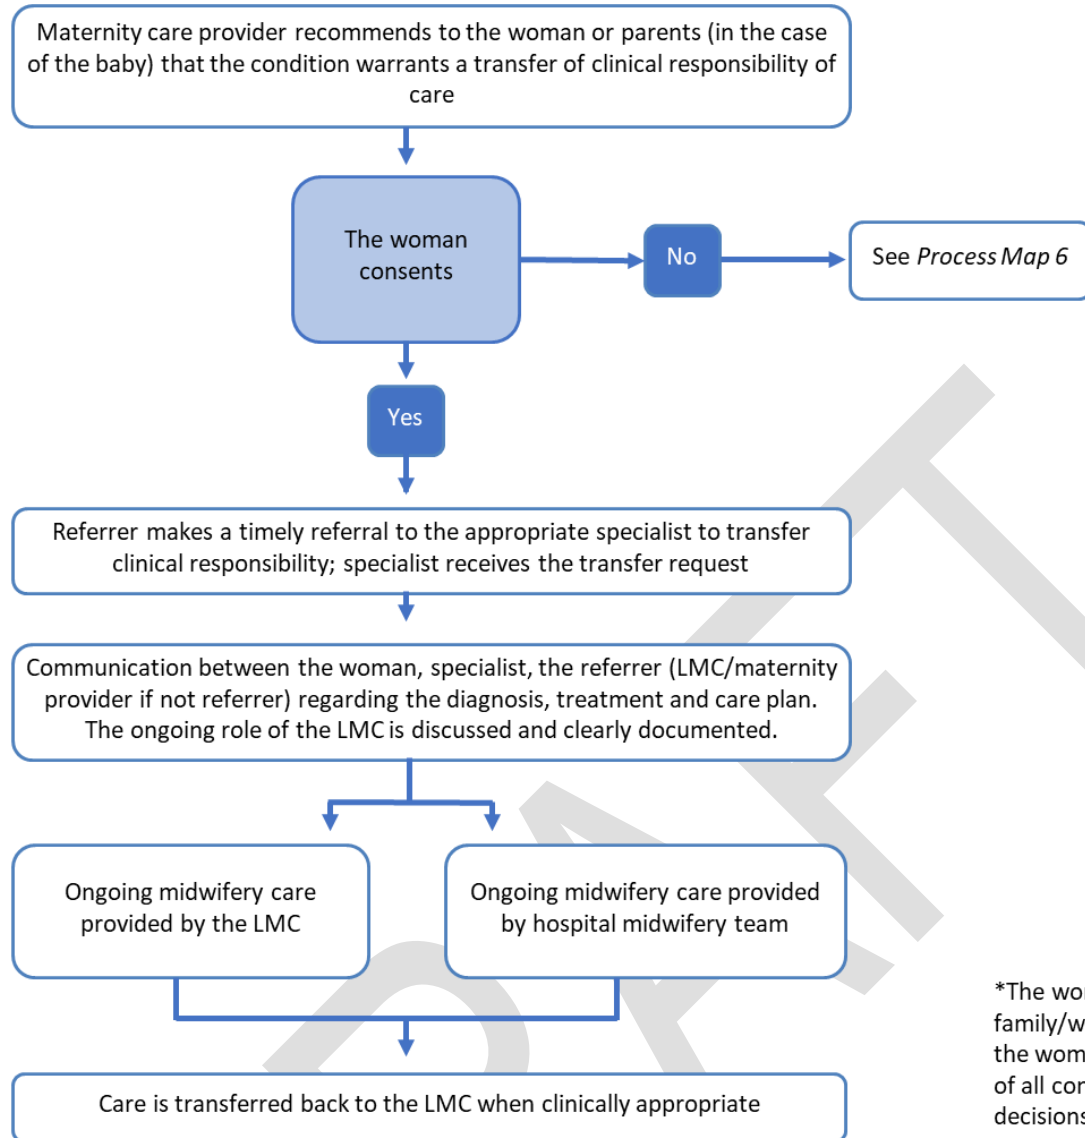 Maternity care provider recommends to the woman or parents (in the case
of the baby) that the condition warrants a transfer of clinical responsibility of
care
The woman
consents
No
See Process Map 6
Yes
Referrer makes a timely referral to the appropriate specialist to transfer
clinical responsibility; specialist receives the transfer request
Communication between the woman, specialist, the referrer (LMC/maternity
provider if not referrer) regarding the diagnosis, treatment and care plan.
The ongoing role of the LMC is discussed and clearly documented.
Ongoing midwifery care
provided by the LMC
Ongoing midwifery care provided
by hospital midwifery team
Care is transferred back to the LMC when clinically appropriate
*The
the
of all
decisions
DRAFT